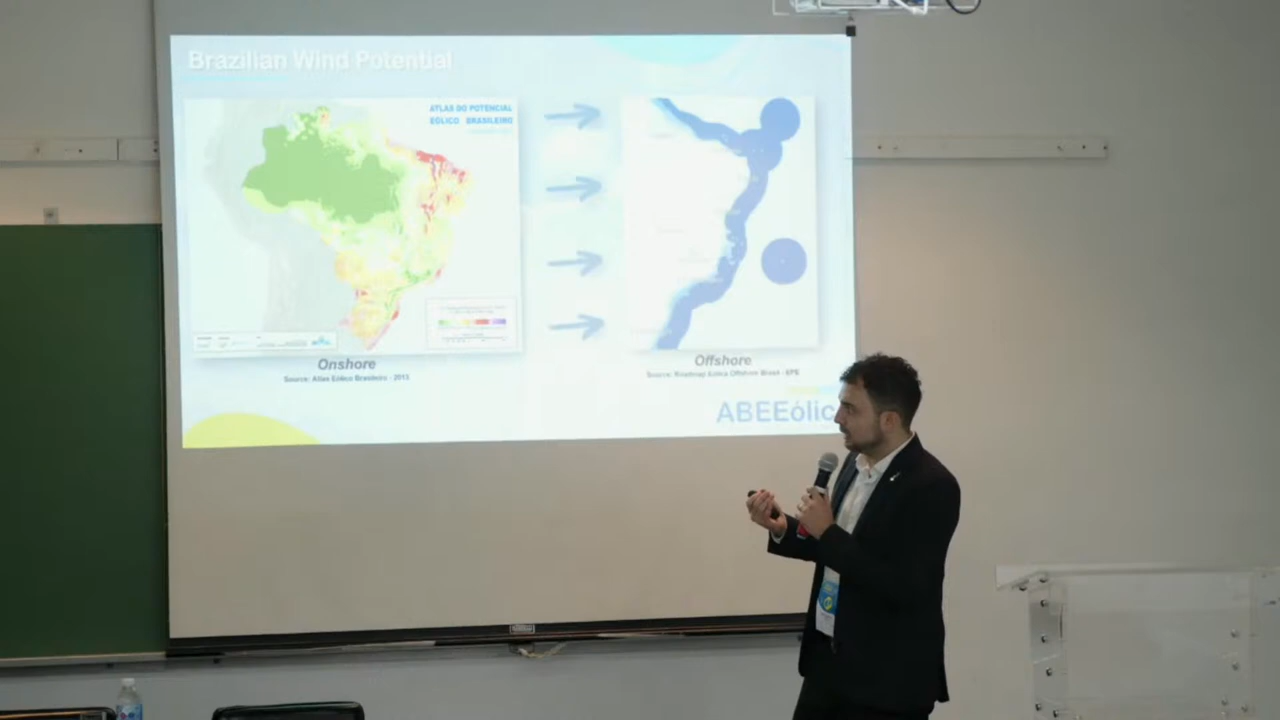 Brazilian Wind Potential
ATLAS DO POTENCIAL
EÓLICO BRASILEIRO
Onshore
Source: Atlas Eólico Brasileiro - 2013
Offshore
Source: Roadmap Eólica Offshore Brasil - EPE
ABEEólic